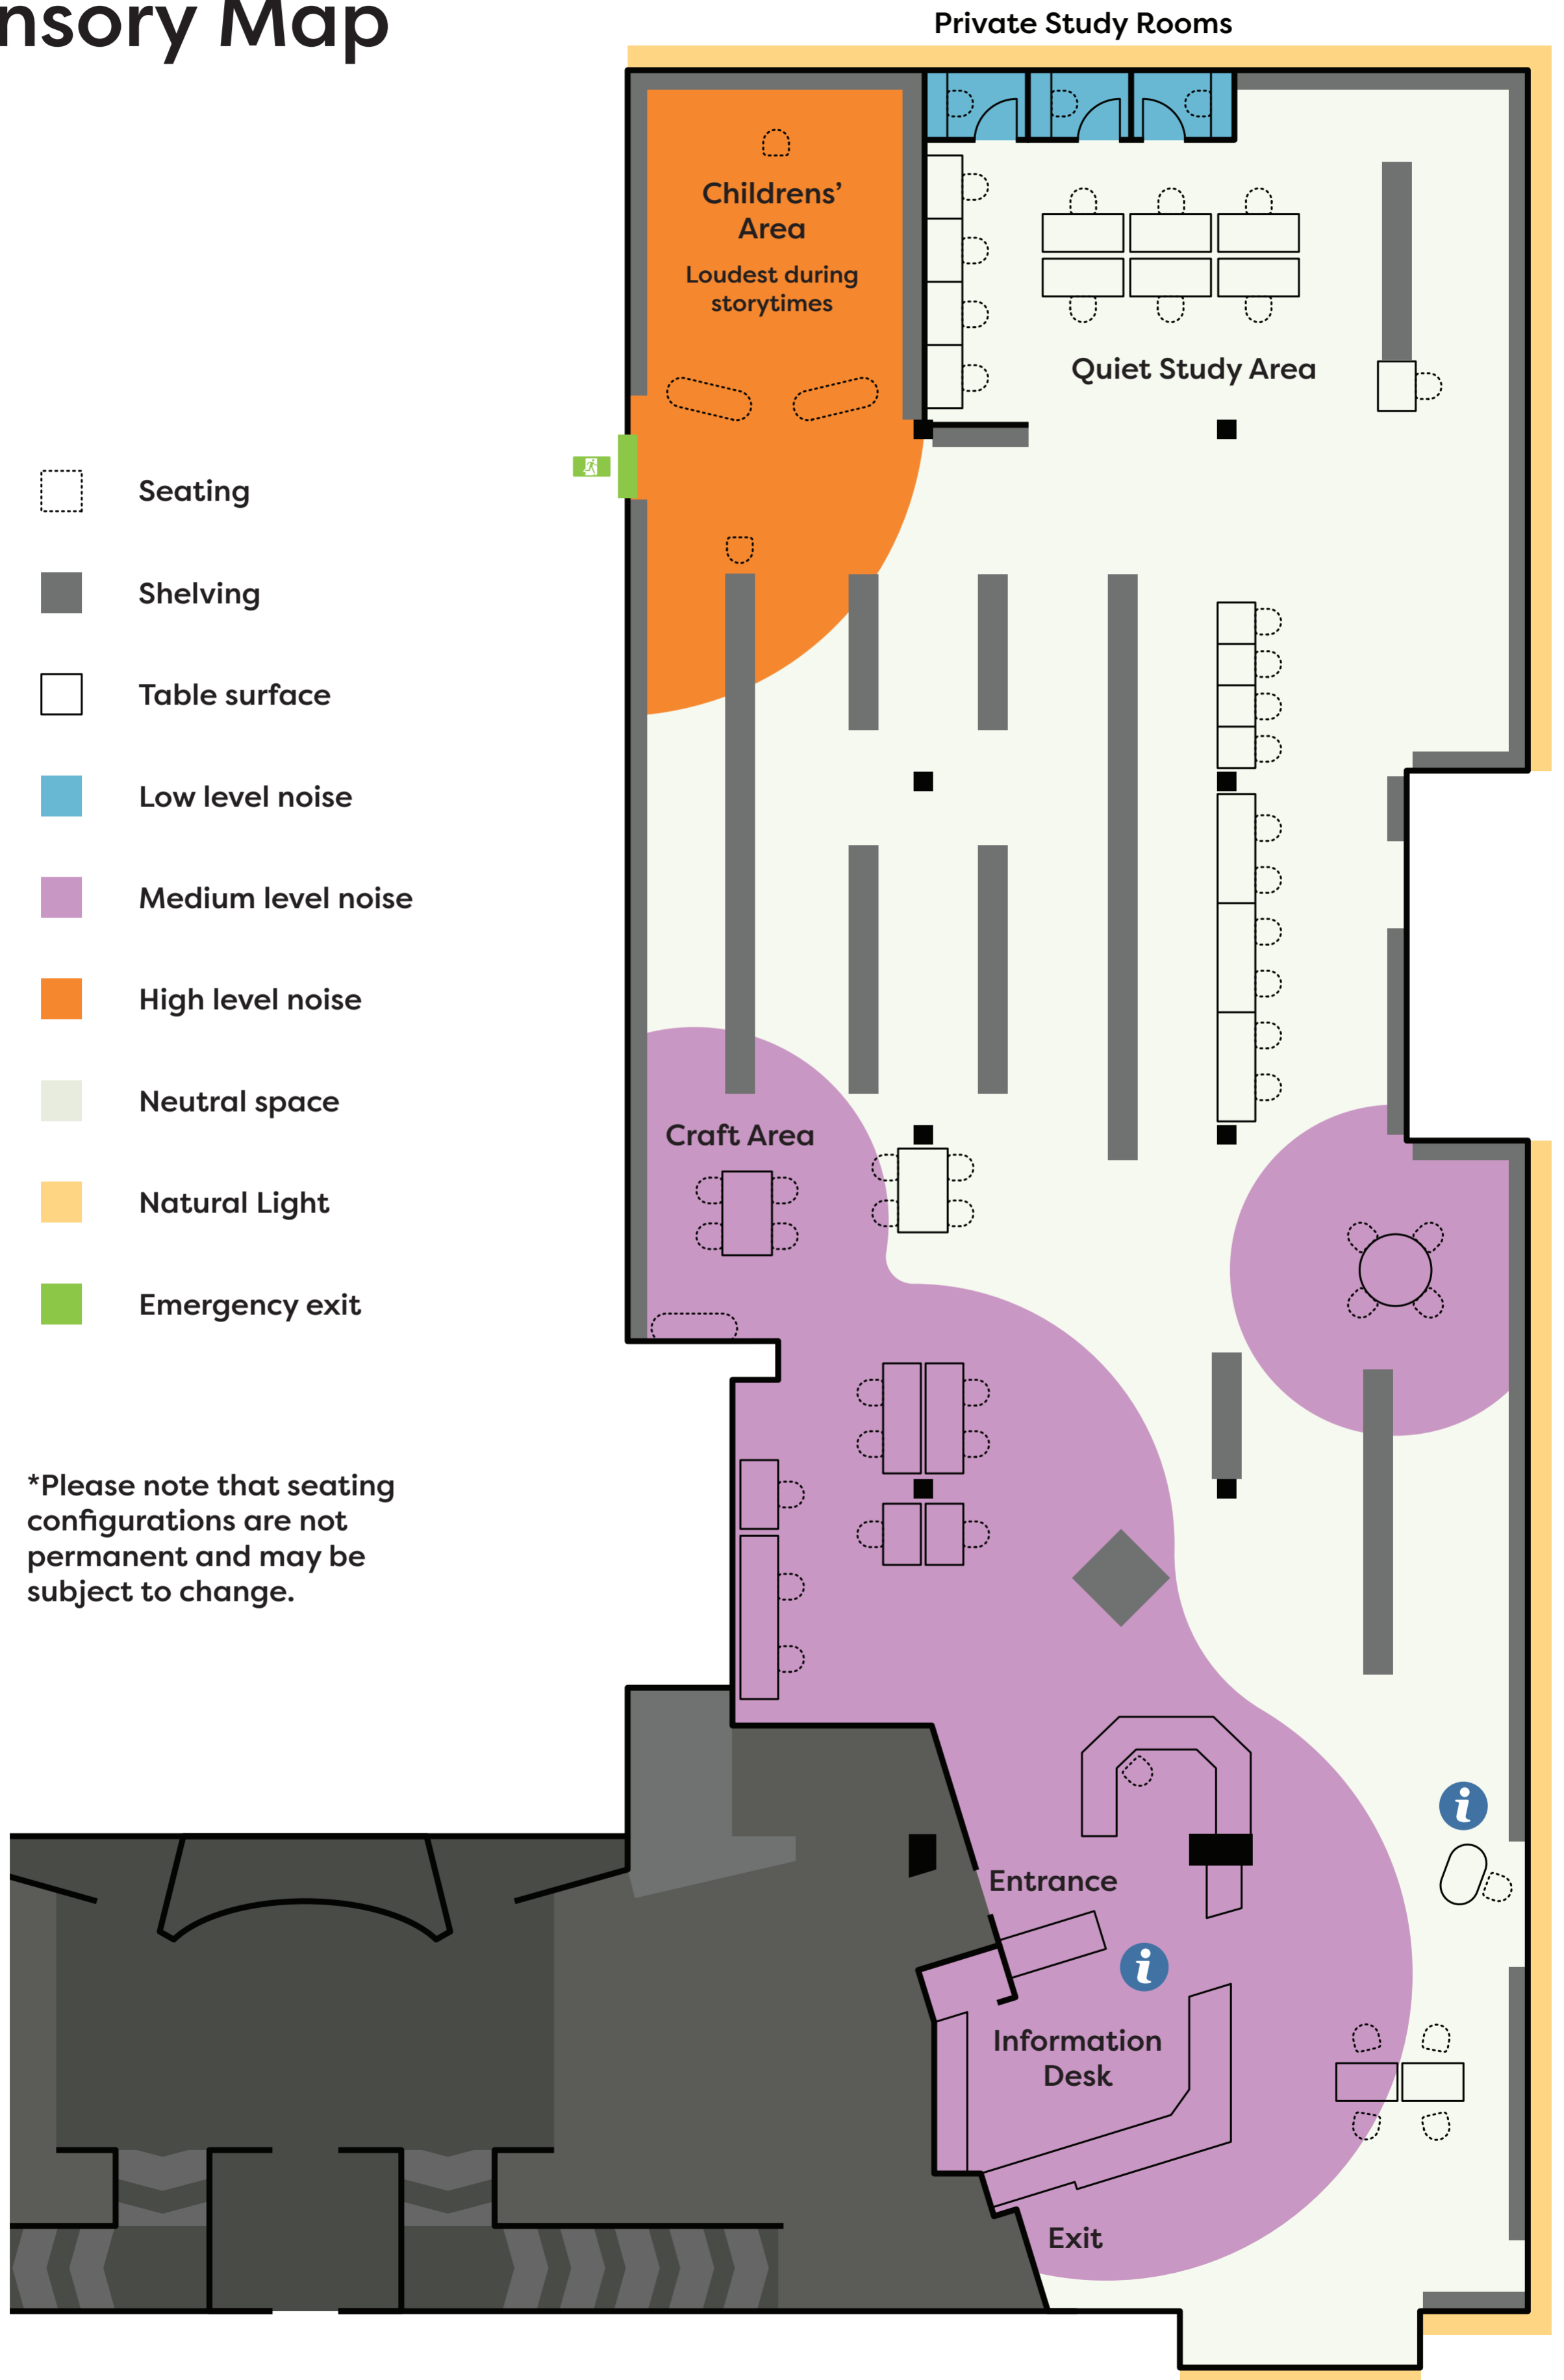 nsory Map
Private Study Rooms
Childrens’
Area
Loudest during
storytimes
Quiet Study Area
Seating
Shelving
Table surface
Low level noise
Medium level noise
High level noise
Neutral space
Natural Light
Emergency exit
Craft Area
*Please note that seating
configurations are not
permanent and may be
subject to change.
i
Entrance
i
Information
Desk
Exit